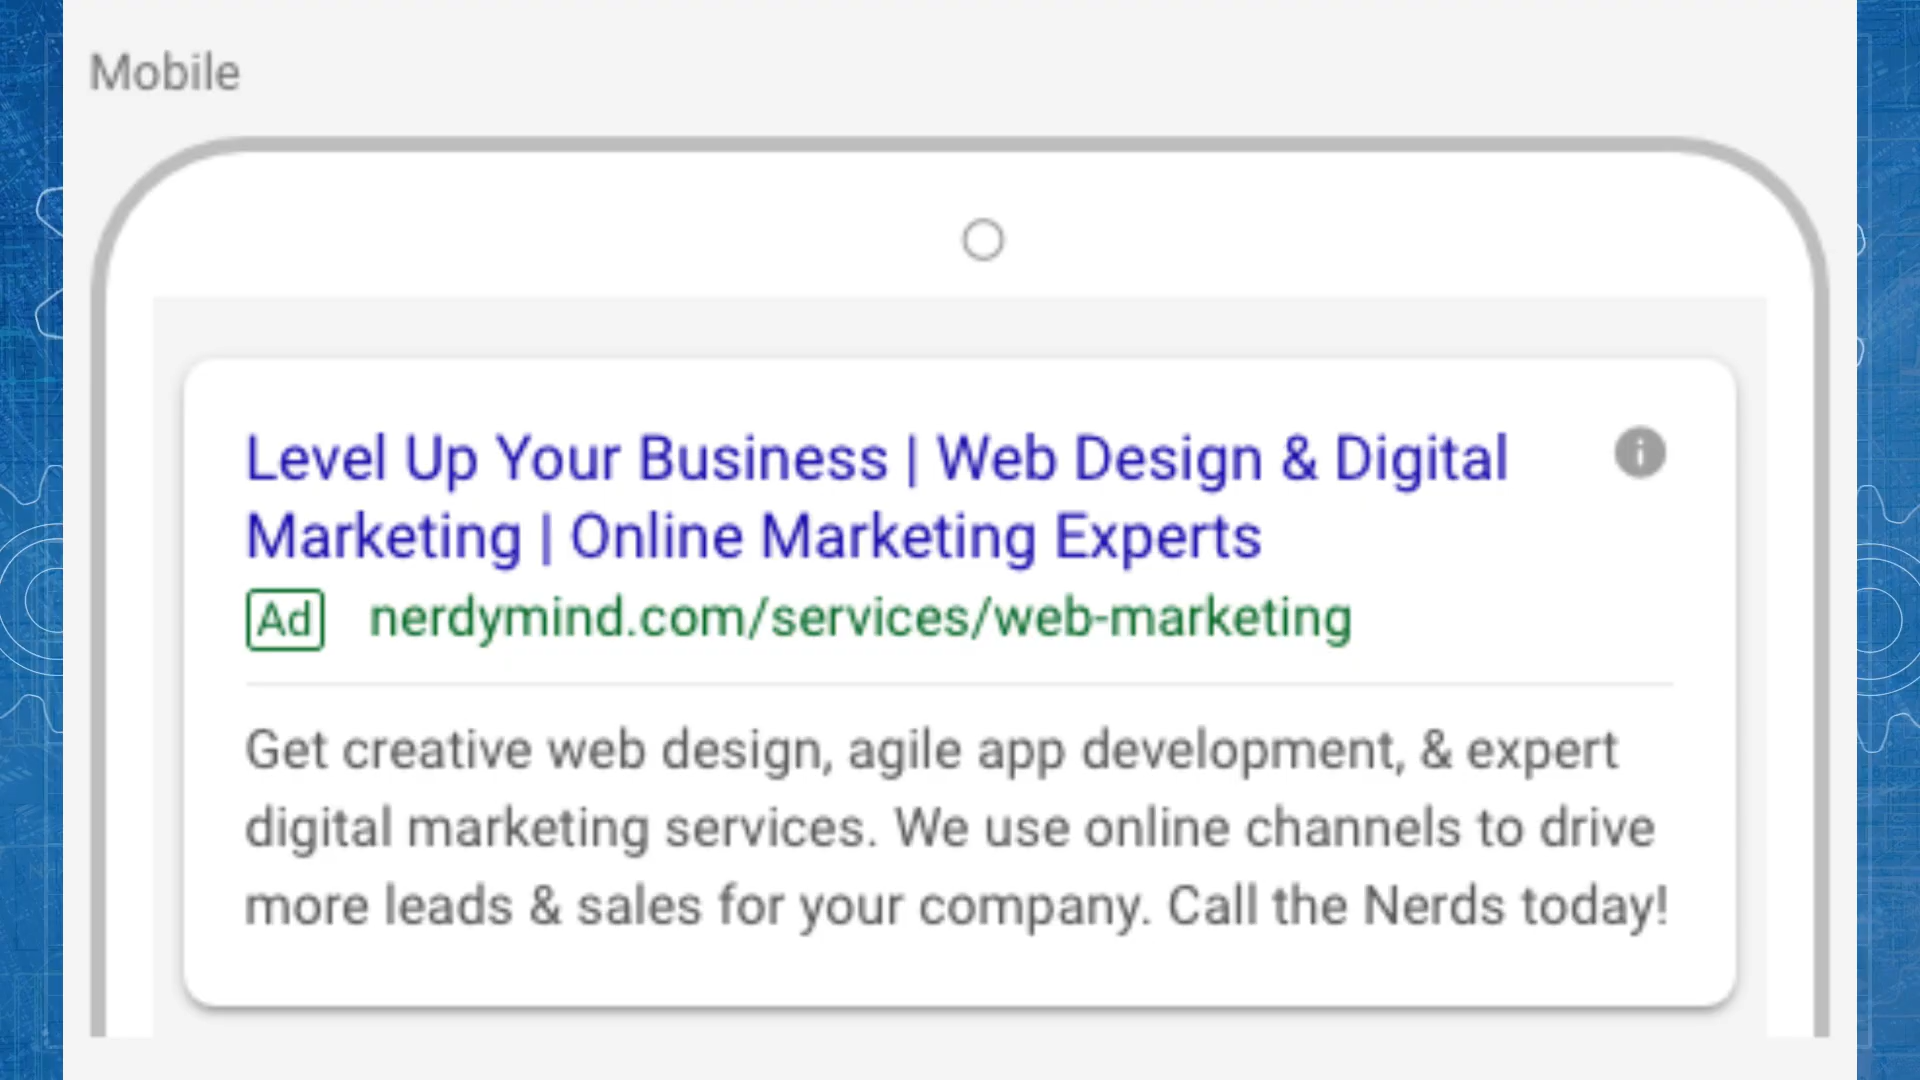 Mobile
Level Up Your Business | Web Design & Digital
Marketing | Online Marketing Experts
Ad nerdymind.com/services/web-marketing
Get creative web design, agile app development, & expert
digital marketing services. We use online channels to drive
more leads & sales for your company. Call the Nerds today!